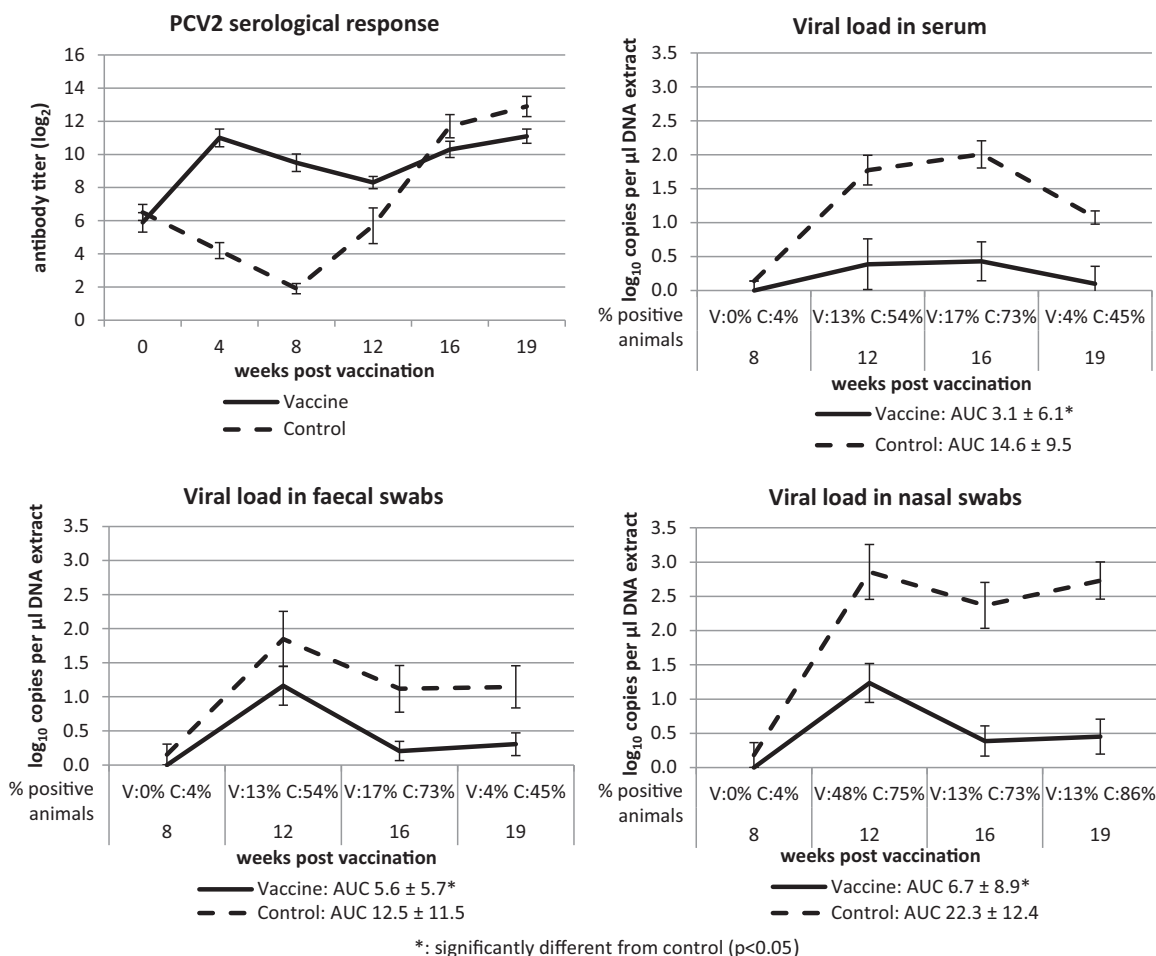 PCV2 serological response
16
14
12
10
8
6
4
2
0
antibody titer (log₂)
0 4 8 12 16 19
weeks post vaccination
Vaccine
Control
Viral load in serum
3.5
3.0
2.5
2.0
1.5
1.0
0.5
0.0
log₁₀ copies per µl DNA extract
% positive animals
V:0% C:4% V:13% C:54% V:17% C:73% V:4% C:45%
8 12 16 19
weeks post vaccination
Vaccine: AUC 3.1 ± 6.1*
Control: AUC 14.6 ± 9.5
Viral load in faecal swabs
3.5
3.0
2.5
2.0
1.5
1.0
0.5
0.0
log₁₀ copies per µl DNA extract
% positive
animals
V:0% C:4% V:13% C:54% V:17% C:73% V:4% C:45%
8 12 16 19
weeks post vaccination
Vaccine: AUC 5.6 ± 5.7*
Control: AUC 12.5 ± 11.5
Viral load in nasal swabs
3.5
3.0
2.5
2.0
1.5
1.0
0.5
0.0
log₁₀ copies per µl DNA extract
% positive
animals
V:0% C:4% V:48% C:75% V:13% C:73% V:13% C:86%
8 12 16 19
weeks post vaccination
Vaccine: AUC 6.7 ± 8.9*
Control: AUC 22.3 ± 12.4
*: significantly different from control (p<0.05)